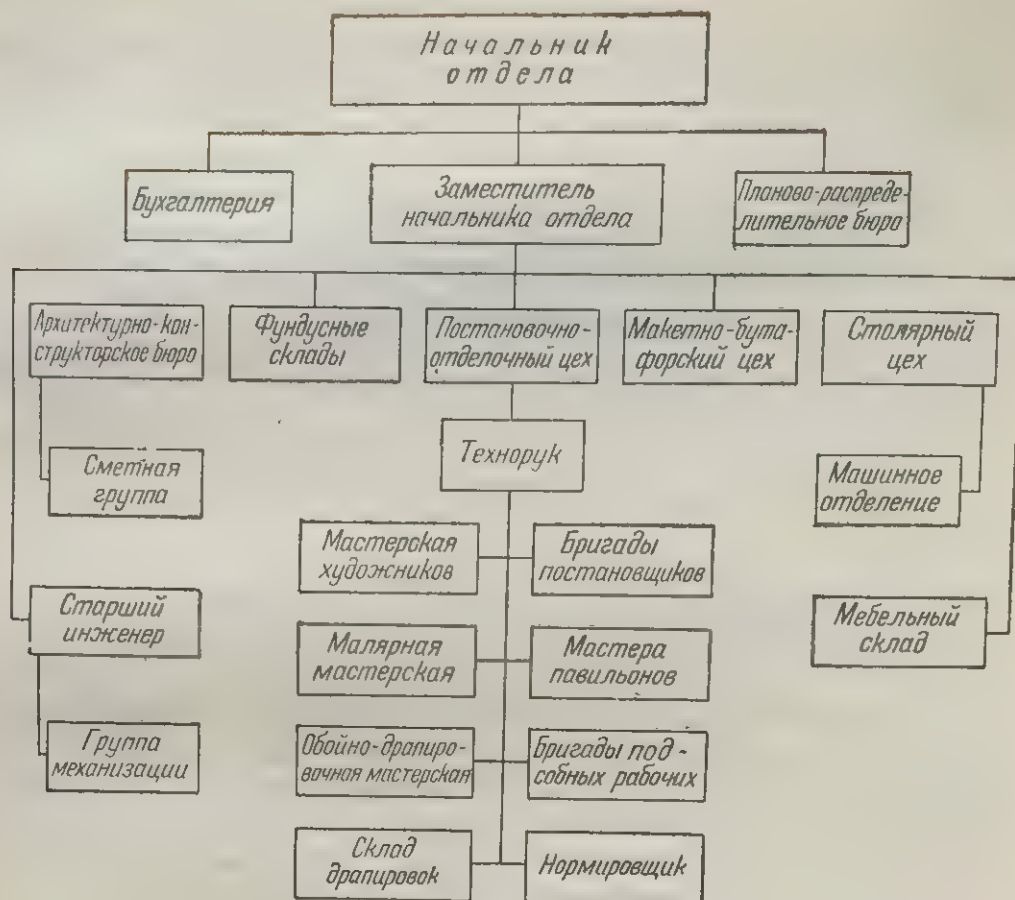 Начальник
отдела
Бухгалтерия
Заместитель
начальника отдела
Планово-распреде-
лительное бюро
Архитектурно-кон-
структорское бюро
Фундусные
склады
Постановочно-
отделочный цех
Макетно-бута-
форский цех
Столярный
цех
Технорук
Сметная
группа
Машинное
отделение
Мастерская
художников
Бригады
постановщиков
Старший
инженер
Малярная
мастерская
Мастера
павильонов
Мебельный
склад
Группа
механизации
Обойно-драпиро-
вочная мастерская
Бригады под-
собных рабочих
Склад
драпировок
Нормировщик